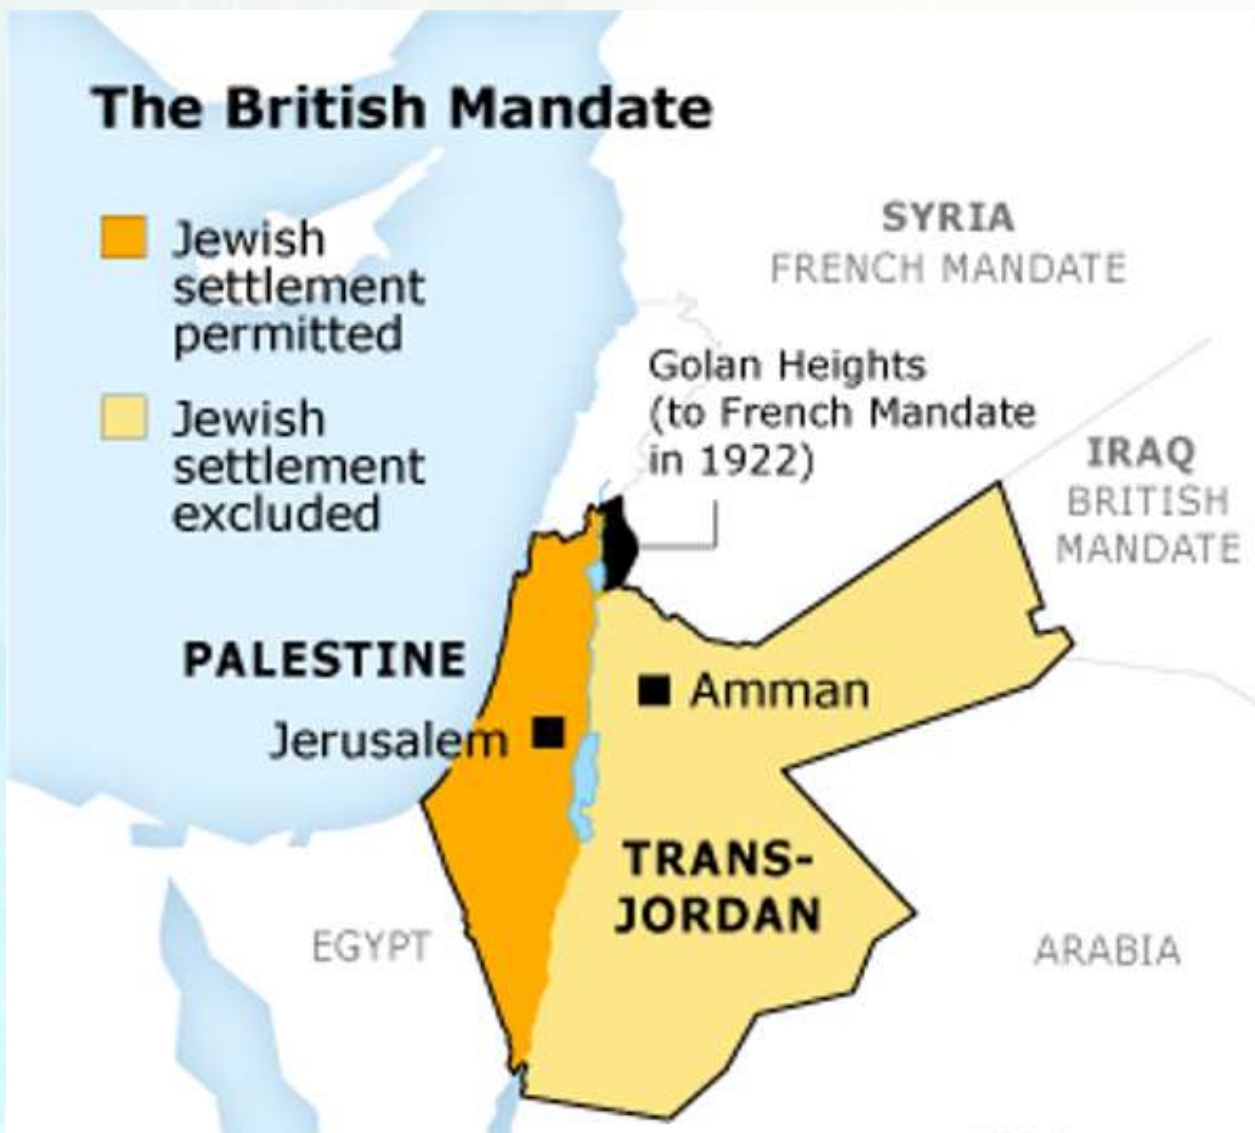 The British Mandate
Jewish
settlement
permitted
Jewish
settlement
excluded
SYRIA
FRENCH MANDATE
Golan Heights
(to French Mandate
in 1922)
IRAQ
BRITISH
MANDATE
PALESTINE
Jerusalem
Amman
TRANS-
JORDAN
EGYPT
ARABIA